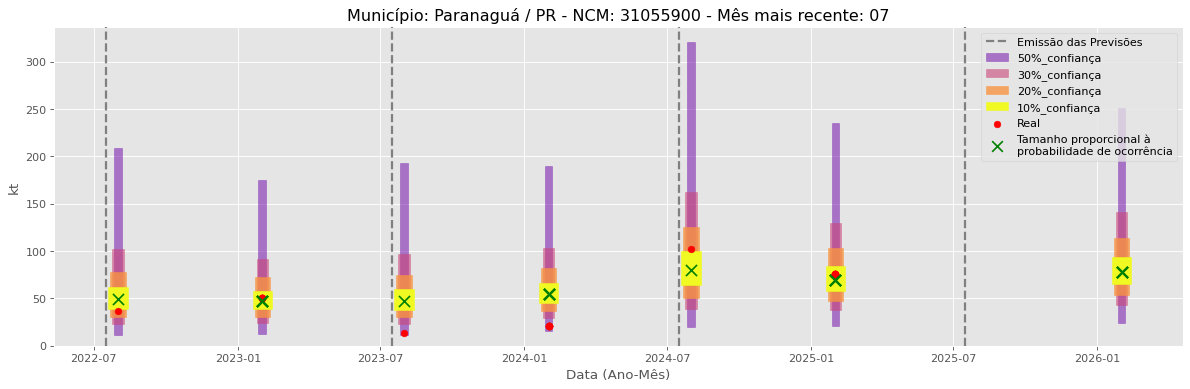 Município: Paranaguá / PR - NCM: 31055900 - Mês mais recente: 07
Emissão das Previsões
50%_confiança
30%_confiança
20%_confiança
10%_confiança
Real
Tamanho proporcional à
probabilidade de ocorrência
kt
300
250
200
150
100
50
0
2022-07
2023-01
2023-07
2024-01
2024-07
2025-01
2025-07
2026-01
Data (Ano-Mês)